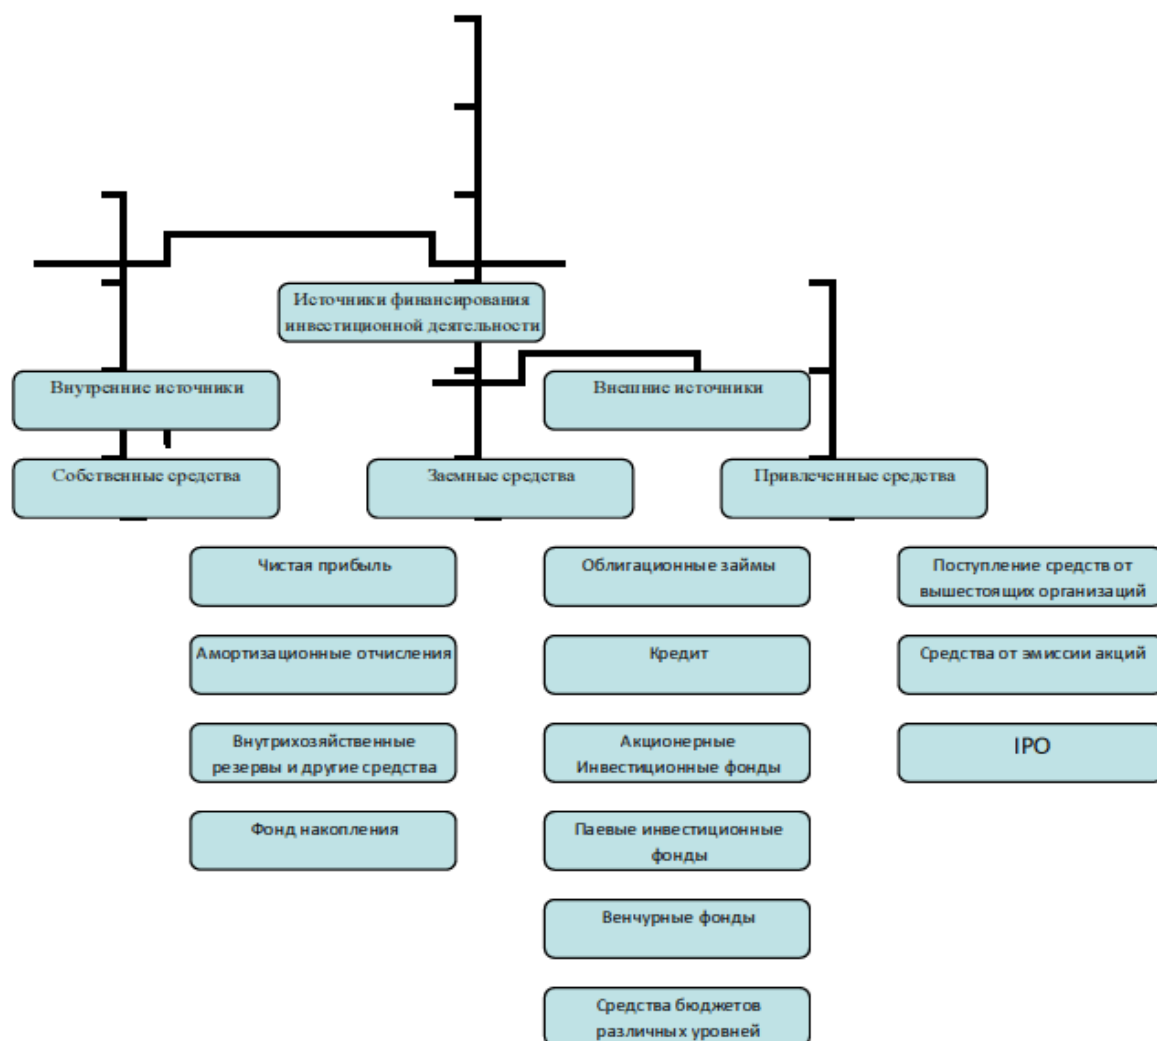 Источники финансирования
инвестиционной деятельности
Внутренние источники
Внешние источники
Собственные средства
Заемные средства
Привлеченные средства
Чистая прибыль
Облигационные займы
Поступление средств от
вышестоящих организаций
Амортизационные отчисления
Кредит
Средства от эмиссии акций
Внутрихозяйственные
резервы и другие средства
Акционерные
Инвестиционные фонды
IPO
Фонд накопления
Паевые инвестиционные
фонды
Венчурные фонды
Средства бюджетов
различных уровней